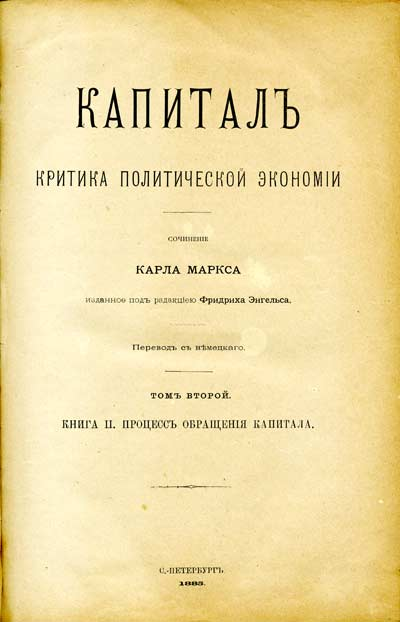 КАПИТАЛЪ
КРИТИКА ПОЛИТИЧЕСКОЙ ЭКОНОМІИ
СОЧИНЕНІЕ
КАРЛА МАРКСА
изданное подъ редакціею Фридриха Энгельса.
Переводъ съ нѣмецкаго.
ТОМЪ ВТОРОЙ.
КНИГА II. ПРОЦЕССЪ ОБРАЩЕНІЯ КАПИТАЛА.
С.-ПЕТЕРБУРГЪ.
1885.